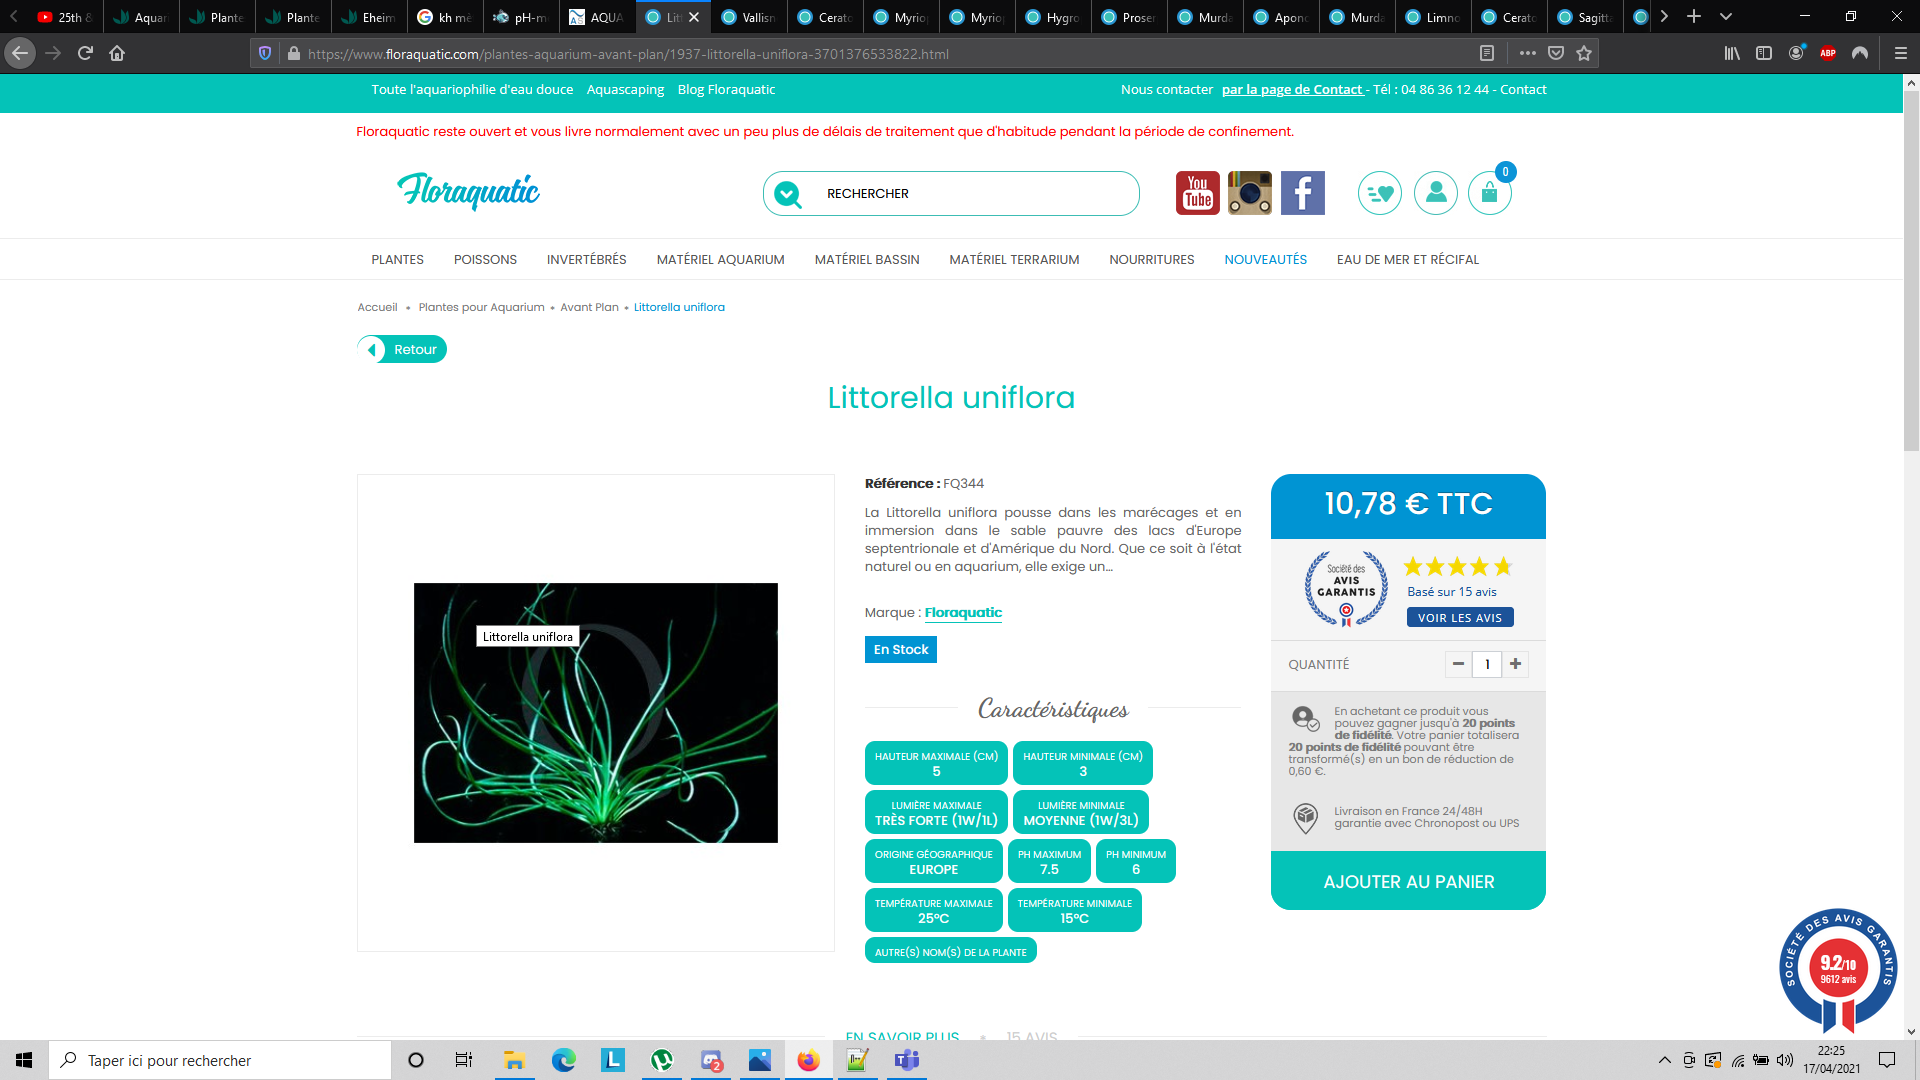 25th &
Aquar
Plante
Plante
Eheim
kh mè
pH-m
AQUA
Litt
Vallisn
Cerato
Myriop
Myriop
Hygro
Proser
Murda
Apono
Murda
Limno
Cerato
Sagitta
https://www.floraquatic.com/plantes-aquarium-avant-plan/1937-littorella-uniflora-3701376533822.html
ABP
Toute l'aquariophilie d'eau douce Aquascaping Blog Floraquatic
Nous contacter par la page de Contact - Tél : 04 86 36 12 44 - Contact
Floraquatic reste ouvert et vous livre normalement avec un peu plus de délais de traitement que d'habitude pendant la période de confinement.
Floraquatic
RECHERCHER
You
Tube
f
0
PLANTES POISSONS INVERTÉBRÉS MATÉRIEL AQUARIUM MATÉRIEL BASSIN MATÉRIEL TERRARIUM NOURRITURES NOUVEAUTÉS EAU DE MER ET RÉCIFAL
Accueil • Plantes pour Aquarium • Avant Plan • Littorella uniflora
Retour
Littorella uniflora
Littorella uniflora
Référence : FQ344
La Littorella uniflora pousse dans les marécages et en
immersion dans le sable pauvre des lacs d'Europe
septentrionale et d'Amérique du Nord. Que ce soit à l'état
naturel ou en aquarium, elle exige un...
Marque : Floraquatic
En Stock
Caractéristiques
HAUTEUR MAXIMALE (CM)
5
HAUTEUR MINIMALE (CM)
3
LUMIÈRE MAXIMALE
TRÈS FORTE (1W/1L)
LUMIÈRE MINIMALE
MOYENNE (1W/3L)
ORIGINE GÉOGRAPHIQUE
EUROPE
PH MAXIMUM
7.5
PH MINIMUM
6
TEMPÉRATURE MAXIMALE
25°C
TEMPÉRATURE MINIMALE
15°C
AUTRE(S) NOM(S) DE LA PLANTE
10,78 € TTC
Société des
AVIS
GARANTIS
Basé sur 15 avis
VOIR LES AVIS
QUANTITÉ
1
En achetant ce produit vous
pouvez gagner jusqu'à 20 points
de fidélité. Votre panier totalisera
20 points de fidélité pouvant être
transformé(s) en un bon de réduction de
0,60 €.
Livraison en France 24/48H
garantie avec Chronopost ou UPS
AJOUTER AU PANIER
SOCIÉTÉ DES AVIS GARANTIS
9.2/10
9612 avis
EN SAVOIR PLUS • 15 AVIS
Taper ici pour rechercher
L
2
22:25
17/04/2021